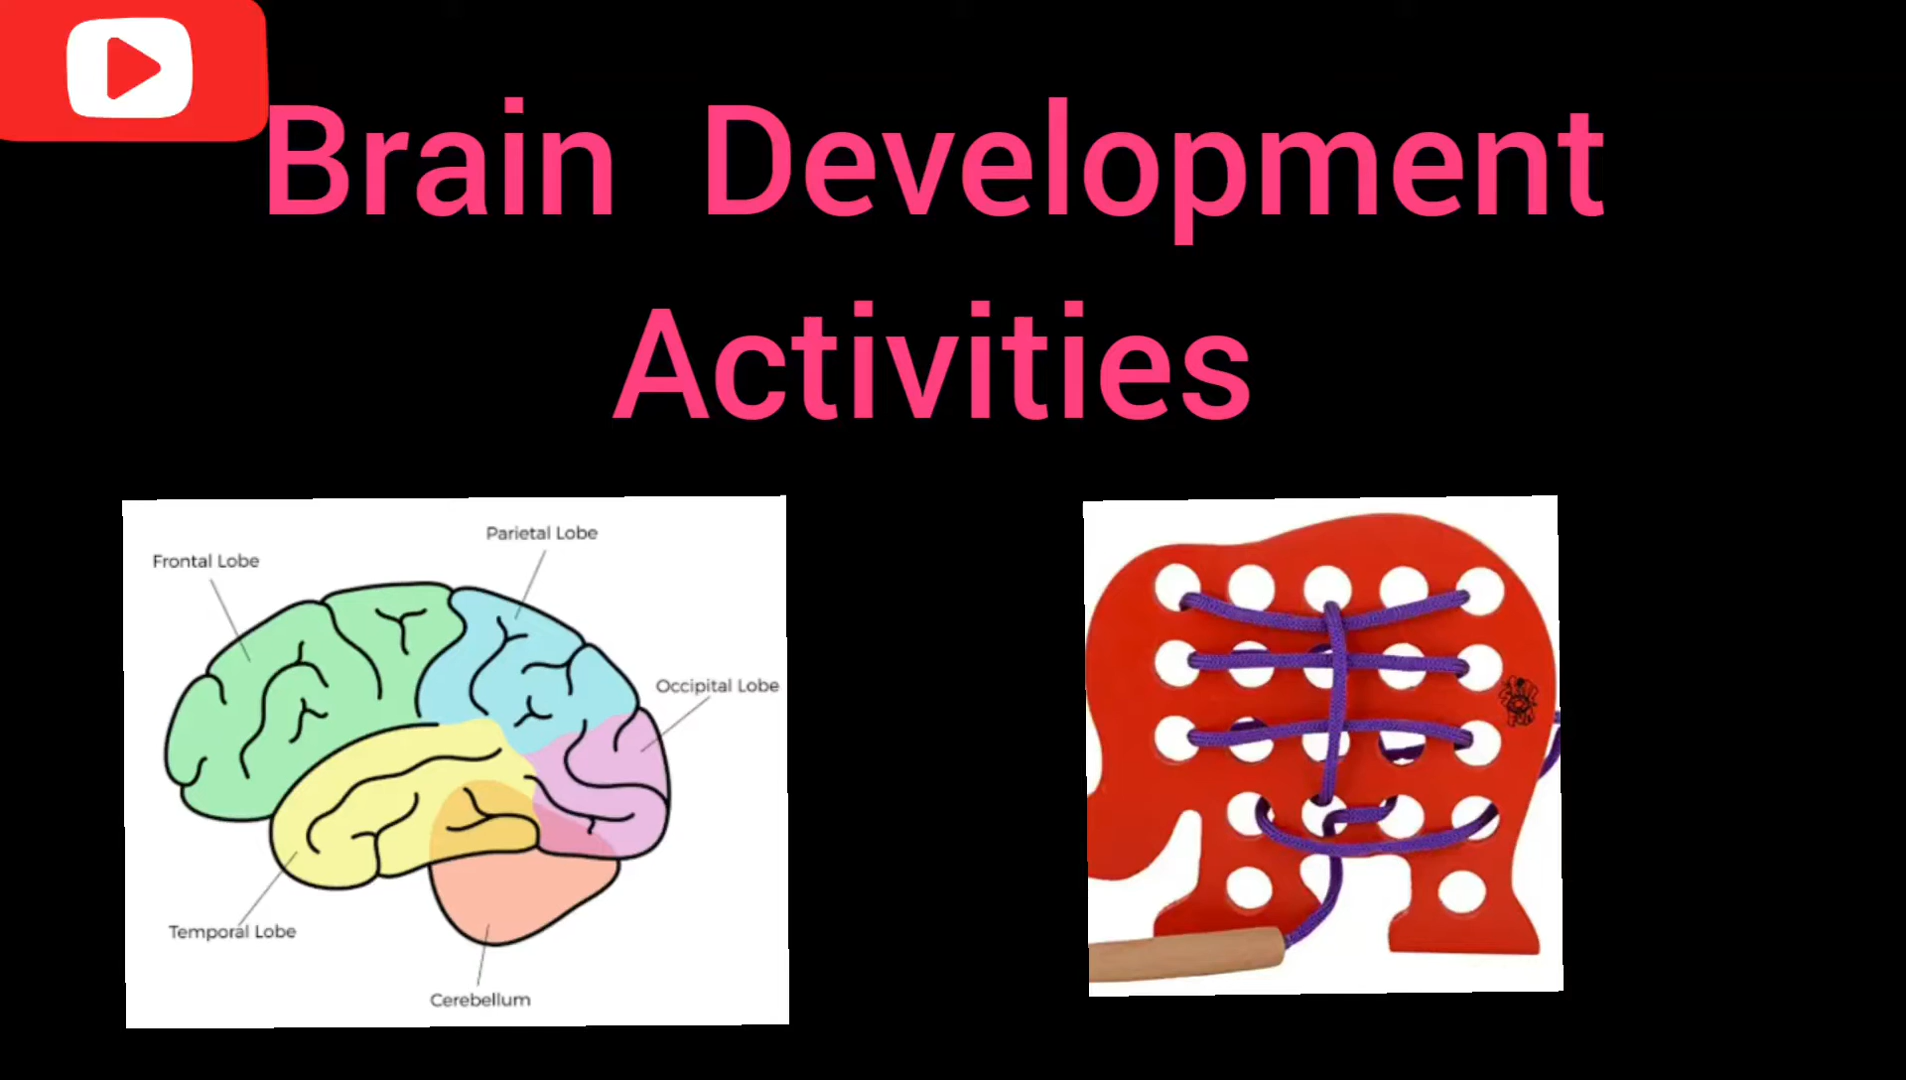 Brain Development
Activities
Parietal Lobe
Frontal Lobe
Occipital Lobe
Temporal Lobe
Cerebellum